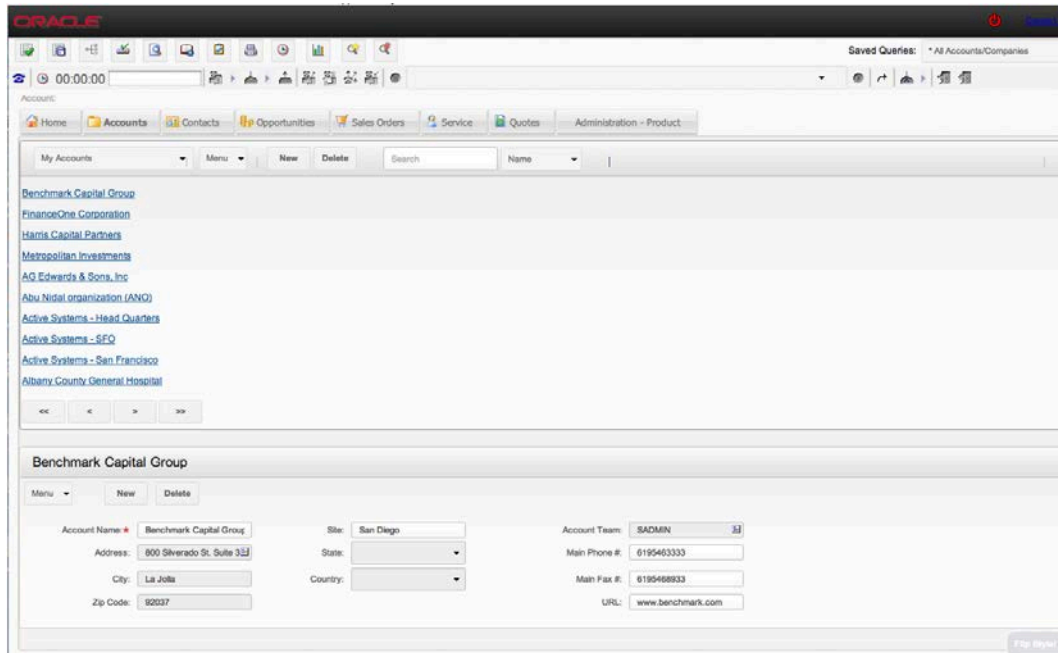 ORACLE
Saved Queries: * All Accounts/Companies
00:00:00
Account:
Home Accounts Contacts Opportunities Sales Orders Service Quotes Administration - Product
My Accounts Menu New Delete Search Name
Benchmark Capital Group
FinanceOne Corporation
Harris Capital Partners
Metropolitan Investments
AG Edwards & Sons, Inc
Abu Nidal organization (ANO)
Active Systems - Head Quarters
Active Systems - SFO
Active Systems - San Francisco
Albany County General Hospital
<< < > >>
Benchmark Capital Group
Menu New Delete
Account Name:* Benchmark Capital Group Site: San Diego Account Team: SADMIN
Address: 800 Silverado St. Suite 3 State: Main Phone #: 6195463333
City: La Jolla Country: Main Fax #: 6195468933
Zip Code: 92037 URL: www.benchmark.com